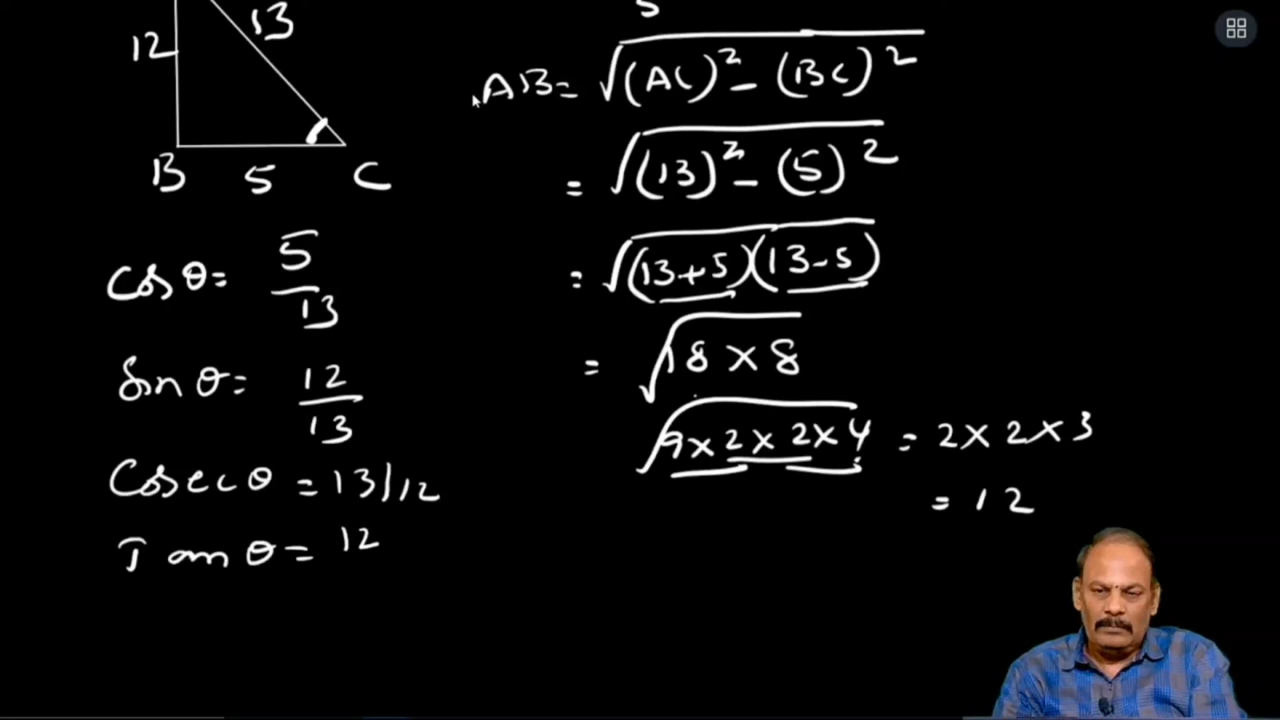 5
12
13
B 5 C
Cos θ = 5/13
Sin θ = 12/13
Cosec θ = 13/12
Tan θ = 12
AB = √(AC)² - (BC)²
= √(13)² - (5)²
= √(13+5)(13-5)
= √18 × 8
√9×2×2×4 = 2×2×3
= 12